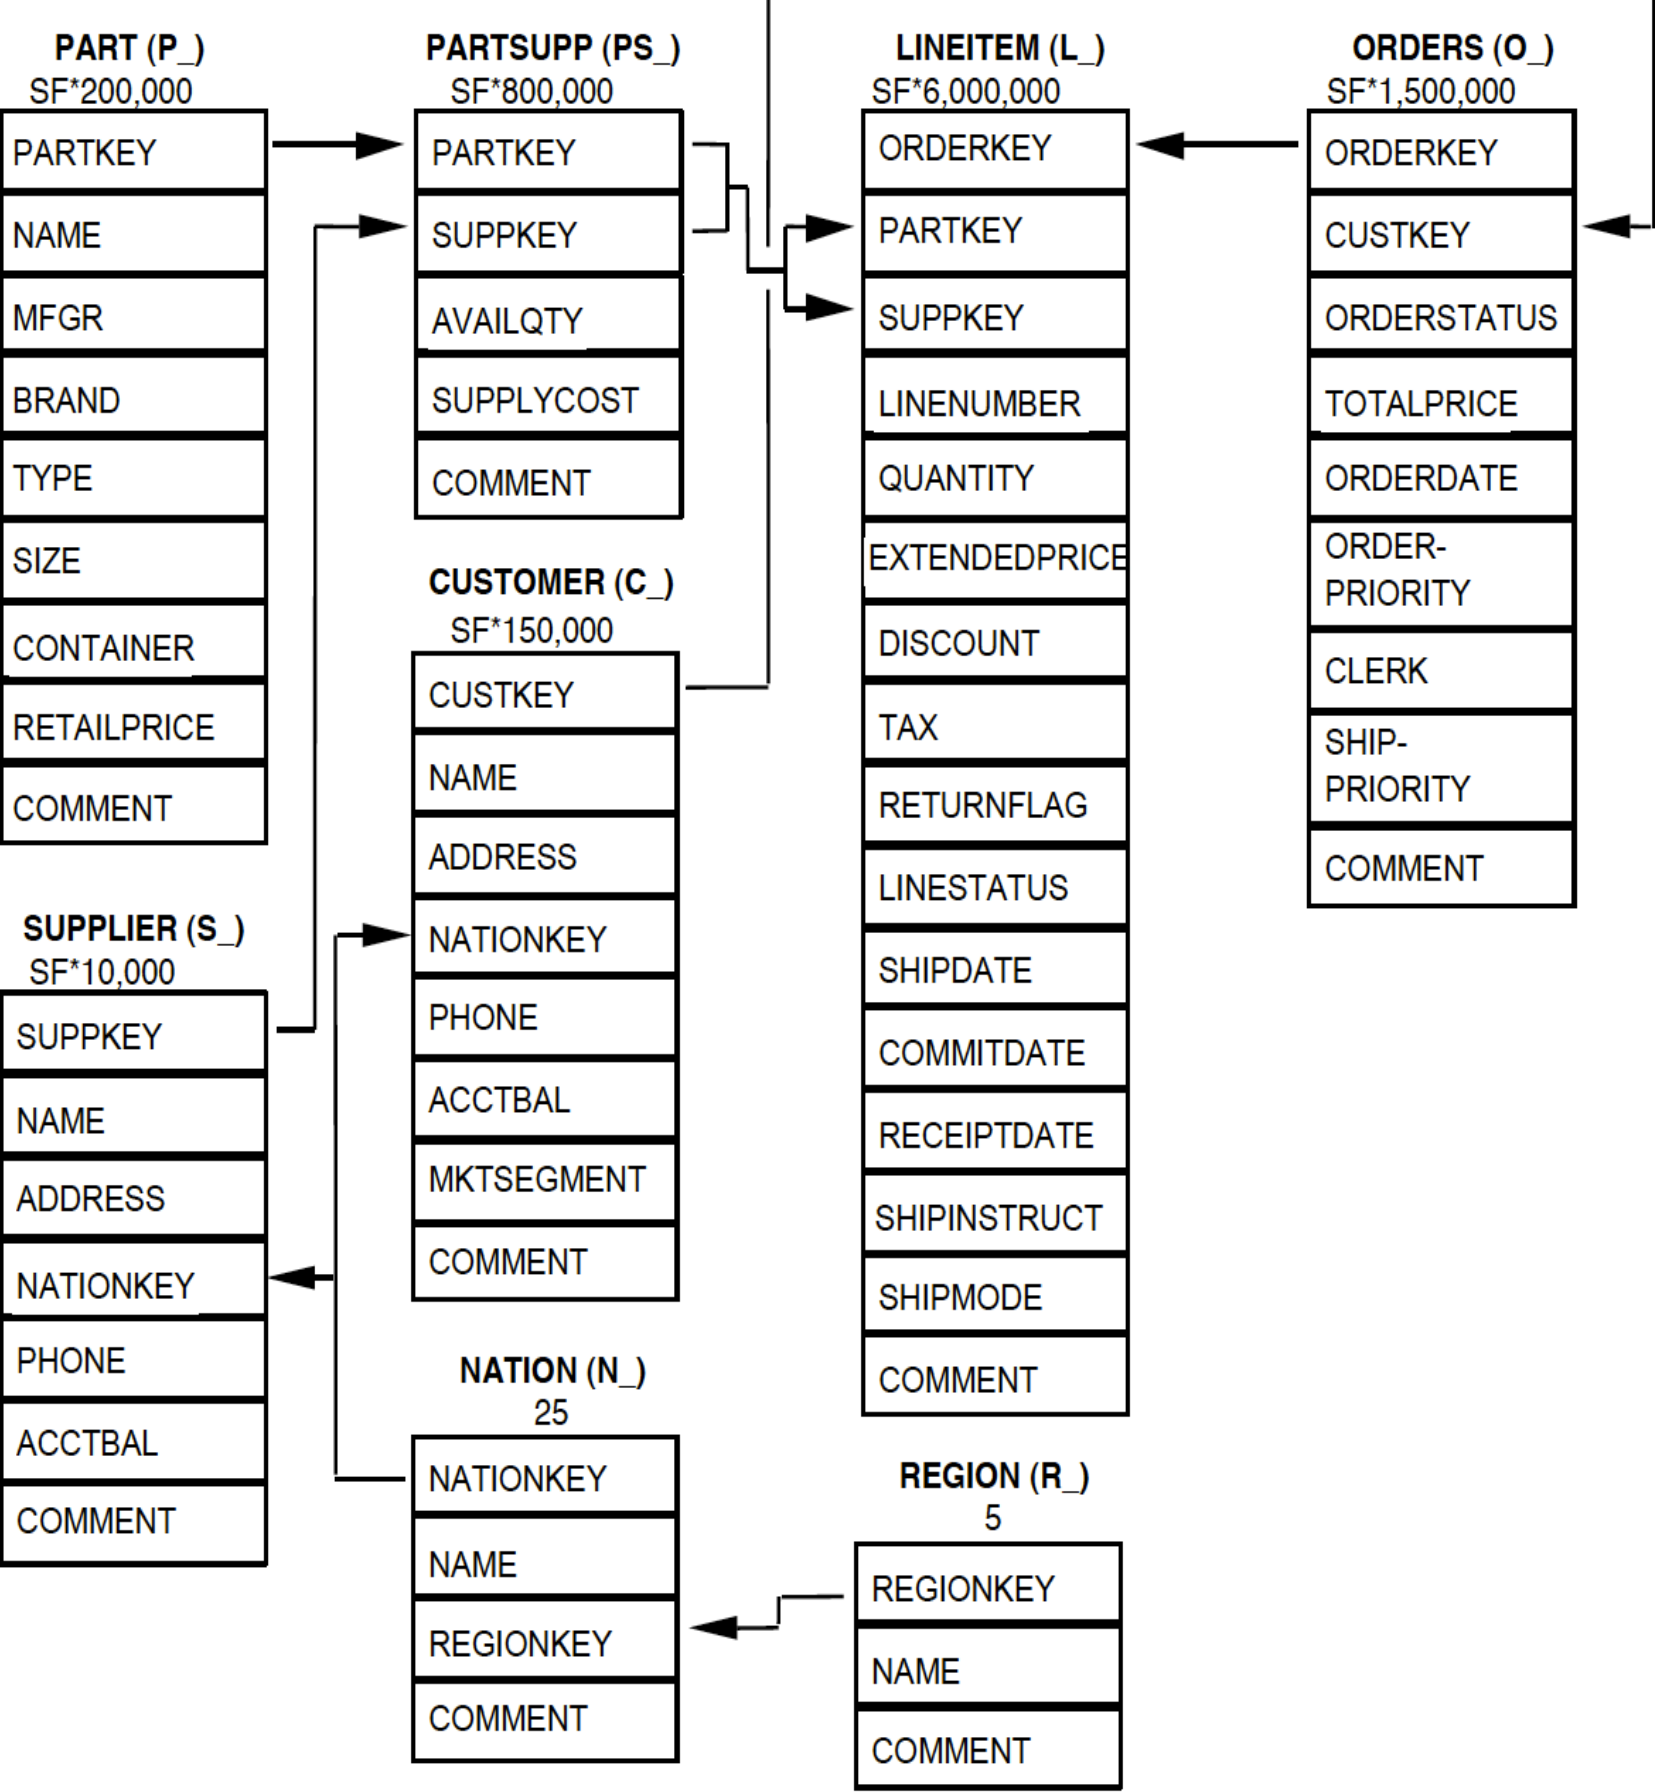 PART (P_)
SF*200,000
PARTKEY
NAME
MFGR
BRAND
TYPE
SIZE
CONTAINER
RETAILPRICE
COMMENT
SUPPLIER (S_)
SF*10,000
SUPPKEY
NAME
ADDRESS
NATIONKEY
PHONE
ACCTBAL
COMMENT
PARTSUPP (PS_)
SF*800,000
PARTKEY
SUPPKEY
AVAILQTY
SUPPLYCOST
COMMENT
CUSTOMER (C_)
SF*150,000
CUSTKEY
NAME
ADDRESS
NATIONKEY
PHONE
ACCTBAL
MKTSEGMENT
COMMENT
NATION (N_)
25
NATIONKEY
NAME
REGIONKEY
COMMENT
LINEITEM (L_)
SF*6,000,000
ORDERKEY
PARTKEY
SUPPKEY
LINENUMBER
QUANTITY
EXTENDEDPRICE
DISCOUNT
TAX
RETURNFLAG
LINESTATUS
SHIPDATE
COMMITDATE
RECEIPTDATE
SHIPINSTRUCT
SHIPMODE
COMMENT
REGION (R_)
5
REGIONKEY
NAME
COMMENT
ORDERS (O_)
SF*1,500,000
ORDERKEY
CUSTKEY
ORDERSTATUS
TOTALPRICE
ORDERDATE
ORDER-
PRIORITY
CLERK
SHIP-
PRIORITY
COMMENT